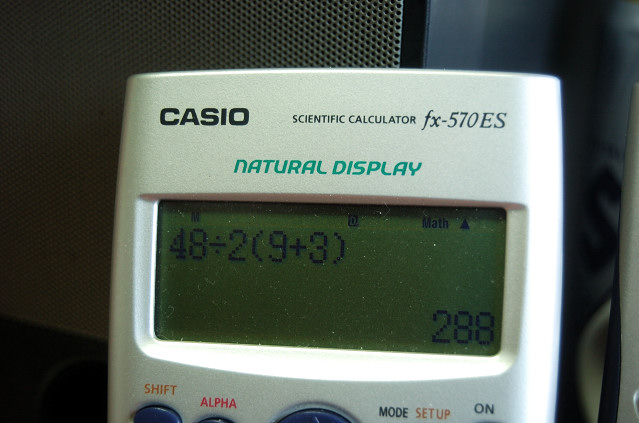 CASIO SCIENTIFIC CALCULATOR fx-570ES
NATURAL DISPLAY
M D Math ▲
48÷2(9+3)
288
SHIFT ALPHA MODE SETUP ON